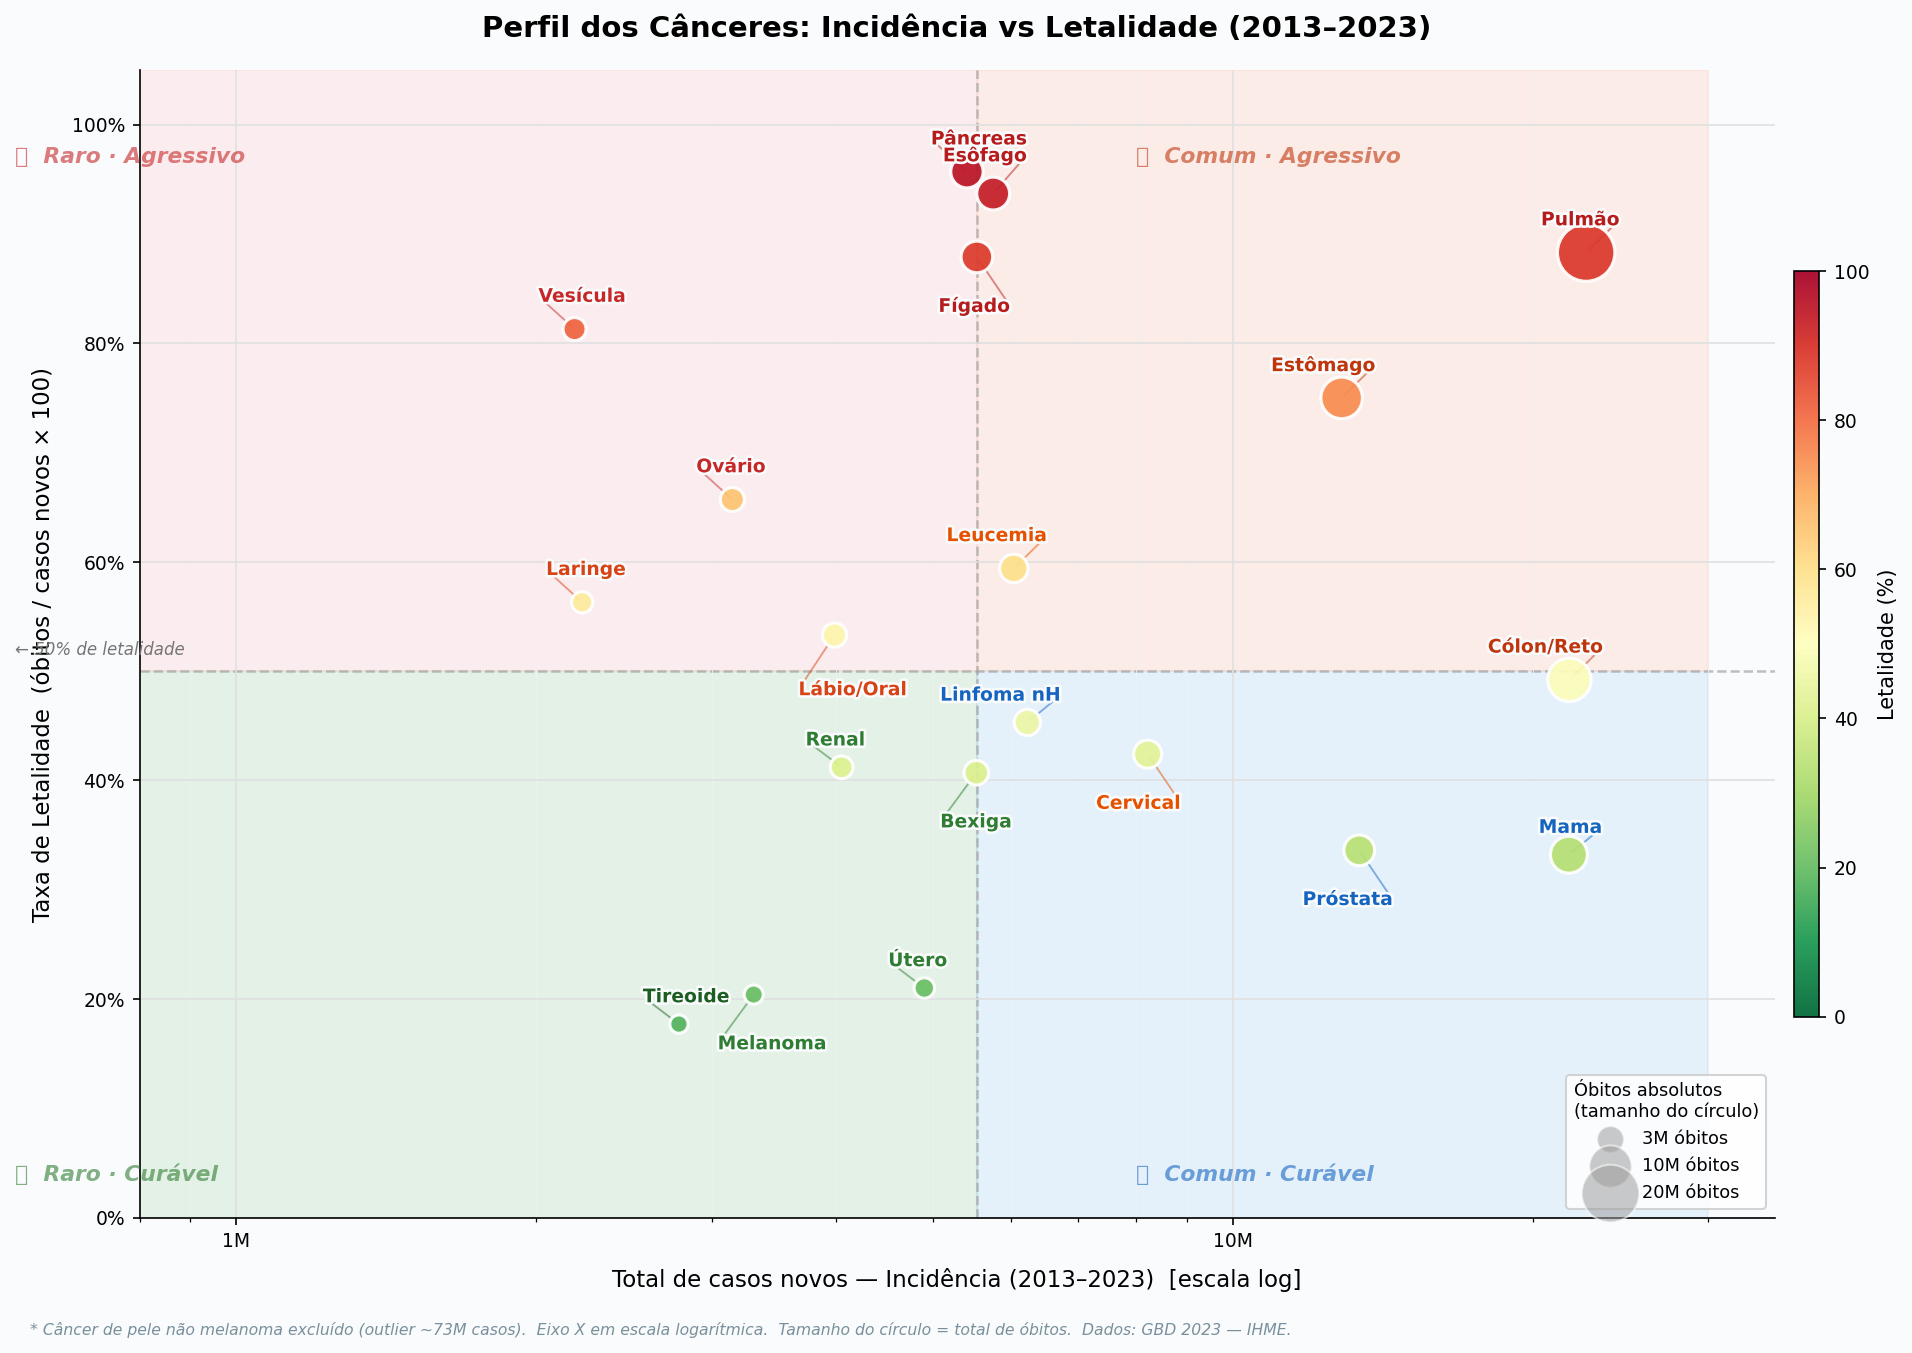 Perfil dos Cânceres: Incidência vs Letalidade (2013–2023)
100%
Pâncreas
Raro · Agressivo
Esôfago
Comum · Agressivo
Pulmão
100
Vesícula
Fígado
80%
Estômago
80
Ovário
Leucemia
60%
Laringe
60
← 50% de letalidade
Cólon/Reto
Letalidade (%)
Taxa de Letalidade (óbitos / casos novos × 100)
Lábio/Oral
Linfoma nH
40
Renal
40%
Cervical
Bexiga
Mama
20
Próstata
Útero
Tireoide
20%
0
Melanoma
Óbitos absolutos
(tamanho do círculo)
3M óbitos
10M óbitos
Raro · Curável
Comum · Curável
20M óbitos
0%
1M
10M
Total de casos novos — Incidência (2013–2023) [escala log]
* Câncer de pele não melanoma excluído (outlier ~73M casos). Eixo X em escala logarítmica. Tamanho do círculo = total de óbitos. Dados: GBD 2023 — IHME.